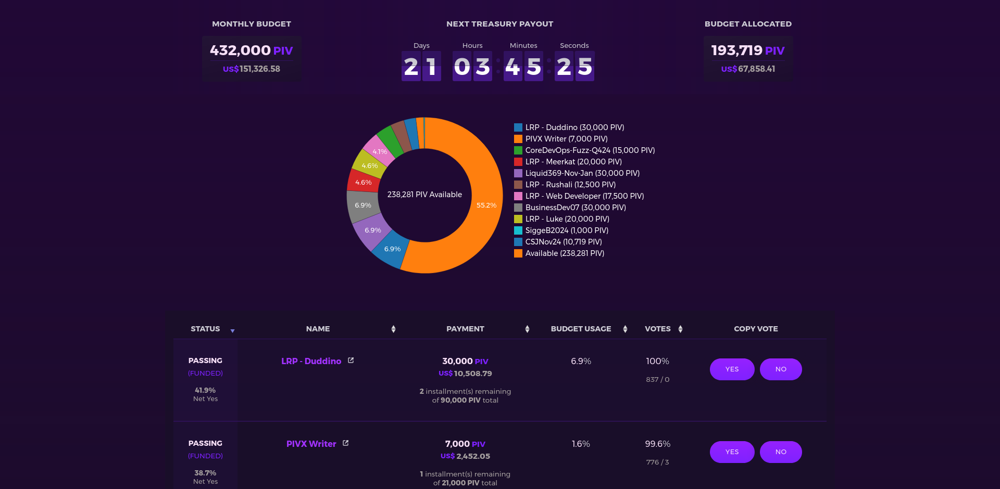 MONTHLY BUDGET
432,000 PIV
US$151,326.58
NEXT TREASURY PAYOUT
Days Hours Minutes Seconds
21 03 : 45 : 25
BUDGET ALLOCATED
193,719 PIV
US$67,858.41
4.1%
4.6%
4.6%
6.9%
6.9%
6.9%
55.2%
238,281 PIV Available
LRP - Duddino (30,000 PIV)
PIVX Writer (7,000 PIV)
CoreDevOps-Fuzz-Q424 (15,000 PIV)
LRP - Meerkat (20,000 PIV)
Liquid369-Nov-Jan (30,000 PIV)
LRP - Rushali (12,500 PIV)
LRP - Web Developer (17,500 PIV)
BusinessDev07 (30,000 PIV)
LRP - Luke (20,000 PIV)
SiggeB2024 (1,000 PIV)
CSJNov24 (10,719 PIV)
Available (238,281 PIV)
STATUS NAME PAYMENT BUDGET USAGE VOTES COPY VOTE
PASSING
(FUNDED)
41.9%
Net Yes
LRP - Duddino
30,000 PIV
US$10,508.79
2 installment(s) remaining
of 90,000 PIV total
6.9%
100%
837 / 0
YES NO
PASSING
(FUNDED)
38.7%
Net Yes
PIVX Writer
7,000 PIV
US$2,452.05
1 installment(s) remaining
of 21,000 PIV total
1.6%
99.6%
776 / 3
YES NO